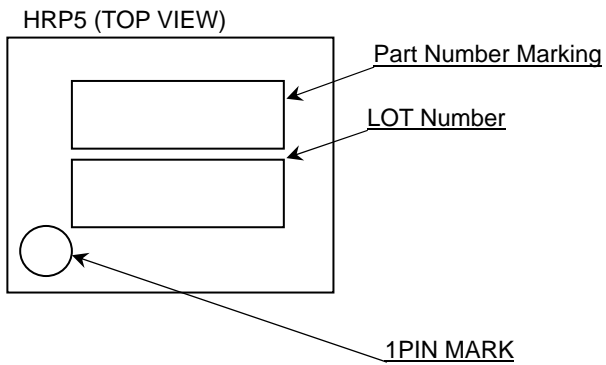 HRP5 (TOP VIEW)
Part Number Marking
LOT Number
1PIN MARK